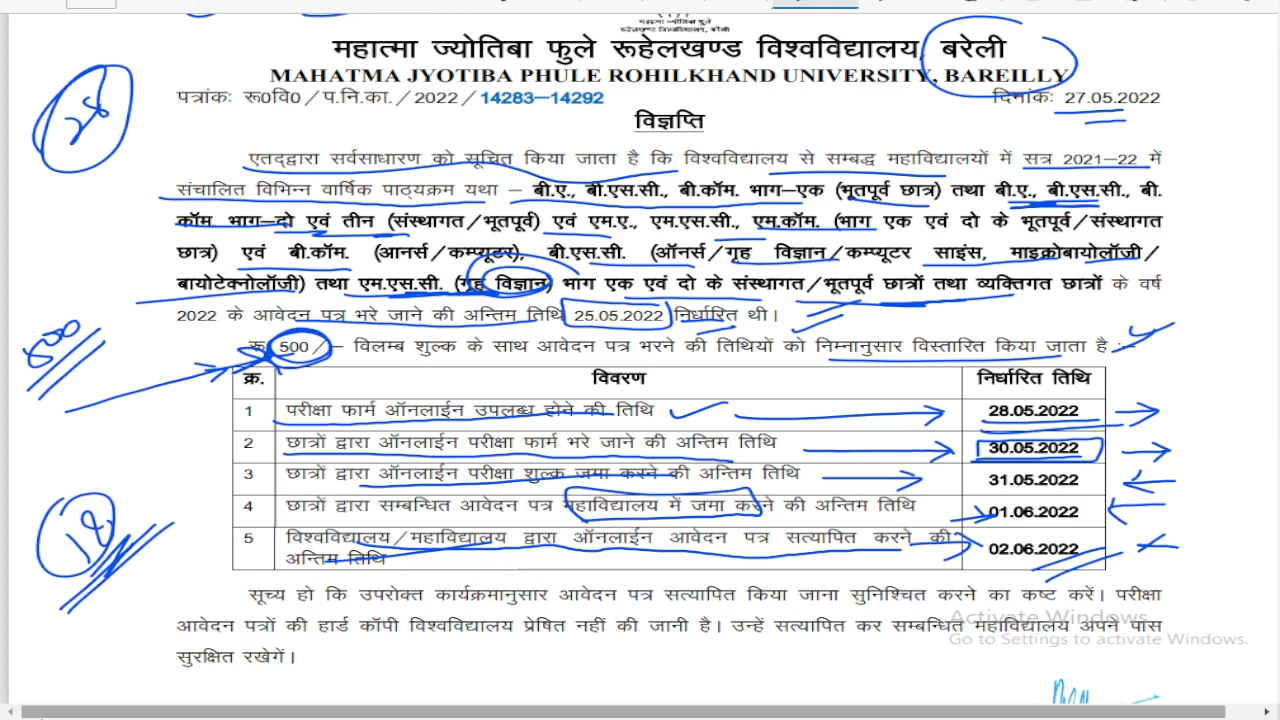 महात्मा ज्योतिबा फुले
रूहेलखण्ड विश्वविद्यालय, बरेली
महात्मा ज्योतिबा फुले रूहेलखण्ड विश्वविद्यालय, बरेली
MAHATMA JYOTIBA PHULE ROHILKHAND UNIVERSITY, BAREILLY
28
पत्रांकः रू0वि0/प.नि.का./2022/14283–14292 दिनांकः 27.05.2022
विज्ञप्ति
एतद्द्वारा सर्वसाधारण को सूचित किया जाता है कि विश्वविद्यालय से सम्बद्ध महाविद्यालयों में सत्र 2021–22 में
संचालित विभिन्न वार्षिक पाठ्यक्रम यथा – बी.ए., बी.एस.सी., बी.कॉम. भाग–एक (भूतपूर्व छात्र) तथा बी.ए., बी.एस.सी., बी.
कॉम. भाग–दो एवं तीन (संस्थागत/भूतपूर्व) एवं एम.ए., एम.एस.सी., एम.कॉम. (भाग एक एवं दो के भूतपूर्व/संस्थागत
छात्र) एवं बी.कॉम. (आनर्स/कम्प्यूटर), बी.एस.सी. (ऑनर्स/गृह विज्ञान/कम्प्यूटर साइंस, माइक्रोबायोलॉजी/
बायोटेक्नोलॉजी) तथा एम.एस.सी. (गृह विज्ञान) भाग एक एवं दो के संस्थागत/भूतपूर्व छात्रों तथा व्यक्तिगत छात्रों के वर्ष
2022 के आवेदन पत्र भरे जाने की अन्तिम तिथि 25.05.2022 निर्धारित थी।
500
रू 500/– विलम्ब शुल्क के साथ आवेदन पत्र भरने की तिथियों को निम्नानुसार विस्तारित किया जाता है :–
क्र. विवरण निर्धारित तिथि
1 परीक्षा फार्म ऑनलाईन उपलब्ध होने की तिथि 28.05.2022
2 छात्रों द्वारा ऑनलाईन परीक्षा फार्म भरे जाने की अन्तिम तिथि 30.05.2022
3 छात्रों द्वारा ऑनलाईन परीक्षा शुल्क जमा करने की अन्तिम तिथि 31.05.2022
4 छात्रों द्वारा सम्बन्धित आवेदन पत्र महाविद्यालय में जमा करने की अन्तिम तिथि 01.06.2022
5 विश्वविद्यालय/महाविद्यालय द्वारा ऑनलाईन आवेदन पत्र सत्यापित करने की 02.06.2022
अन्तिम तिथि
सूच्य हो कि उपरोक्त कार्यक्रमानुसार आवेदन पत्र सत्यापित किया जाना सुनिश्चित करने का कष्ट करें। परीक्षा
आवेदन पत्रों की हार्ड कॉपी विश्वविद्यालय प्रेषित नहीं की जानी है। उन्हें सत्यापित कर सम्बन्धित महाविद्यालय अपने पास
सुरक्षित रखेगें।
Activate Windows
Go to Settings to activate Windows.